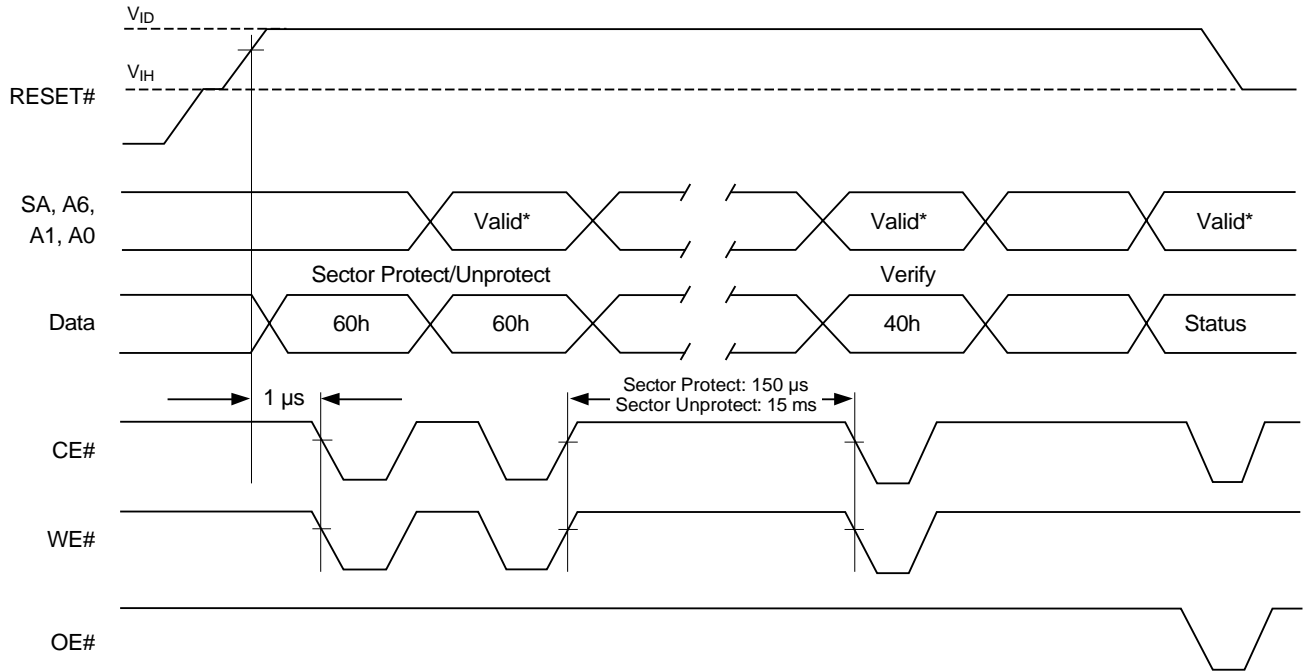 VID
VIH
RESET#
SA, A6,
A1, A0
Valid*
Valid*
Valid*
Sector Protect/Unprotect
Verify
Data
60h
60h
40h
Status
1 µs
Sector Protect: 150 µs
Sector Unprotect: 15 ms
CE#
WE#
OE#